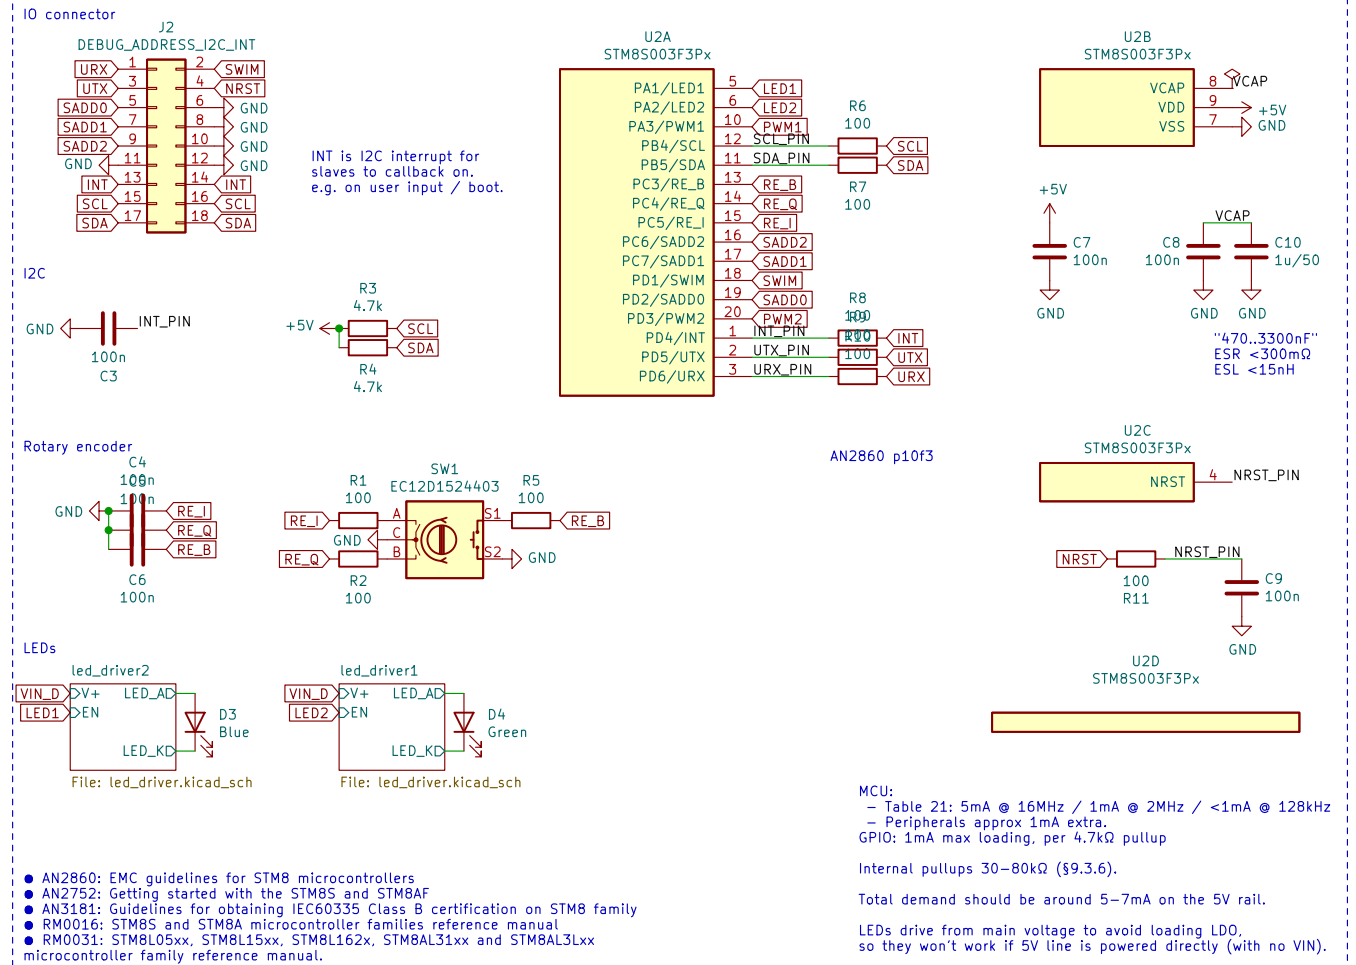 IO connector
J2
DEBUG_ADDRESS_I2C_INT
URX 1 2 SWIM
UTX 3 4 NRST
SADD0 5 6 GND
SADD1 7 8 GND
SADD2 9 10 GND
GND 11 12 GND
INT 13 14 INT
SCL 15 16 SCL
SDA 17 18 SDA
INT is I2C interrupt for
slaves to callback on.
e.g. on user input / boot.
U2A
STM8S003F3Px
PA1/LED1 5 LED1
PA2/LED2 6 LED2
PA3/PWM1 10 PWM1
PB4/SCL 12 SCL_PIN SCL
PB5/SDA 11 SDA_PIN SDA
PC3/RE_B 13 RE_B
PC4/RE_Q 14 RE_Q
PC5/RE_I 15 RE_I
PC6/SADD2 16 SADD2
PC7/SADD1 17 SADD1
PD1/SWIM 18 SWIM
PD2/SADD0 19 SADD0
PD3/PWM2 20 PWM2
PD4/INT 1 INT_PIN INT
PD5/UTX 2 UTX_PIN UTX
PD6/URX 3 URX_PIN URX
R6
100
R7
100
R8
100
R9
100
R10
100
U2B
STM8S003F3Px
VCAP 8 VCAP
VDD 9 +5V
VSS 7 GND
+5V
C7
100n
GND
VCAP
C8
100n
C10
1u/50
GND
GND
"470..3300nF"
ESR <300mΩ
ESL <15nH
I2C
GND
INT_PIN
100n
C3
R3
4.7k
+5V
SCL
SDA
R4
4.7k
Rotary encoder
C4
100n
C5
100n
GND
RE_I
RE_Q
RE_B
C6
100n
SW1
EC12D1524403
R1
100
R5
100
RE_I
A
S1
RE_B
GND
C
RE_Q
B
S2
GND
R2
100
AN2860 p10f3
U2C
STM8S003F3Px
NRST 4 NRST_PIN
NRST
NRST_PIN
100
R11
C9
100n
GND
U2D
STM8S003F3Px
LEDs
led_driver2
VIN_D V+ LED_A
LED1 EN
LED_K
D3
Blue
File: led_driver.kicad_sch
led_driver1
VIN_D V+ LED_A
LED2 EN
LED_K
D4
Green
File: led_driver.kicad_sch
MCU:
– Table 21: 5mA @ 16MHz / 1mA @ 2MHz / <1mA @ 128kHz
– Peripherals approx 1mA extra.
GPIO: 1mA max loading, per 4.7kΩ pullup
Internal pullups 30–80kΩ (§9.3.6).
Total demand should be around 5–7mA on the 5V rail.
LEDs drive from main voltage to avoid loading LDO,
so they won't work if 5V line is powered directly (with no VIN).
● AN2860: EMC guidelines for STM8 microcontrollers
● AN2752: Getting started with the STM8S and STM8AF
● AN3181: Guidelines for obtaining IEC60335 Class B certification on STM8 family
● RM0016: STM8S and STM8A microcontroller families reference manual
● RM0031: STM8L05xx, STM8L15xx, STM8L162x, STM8AL31xx and STM8AL3Lxx
microcontroller family reference manual.